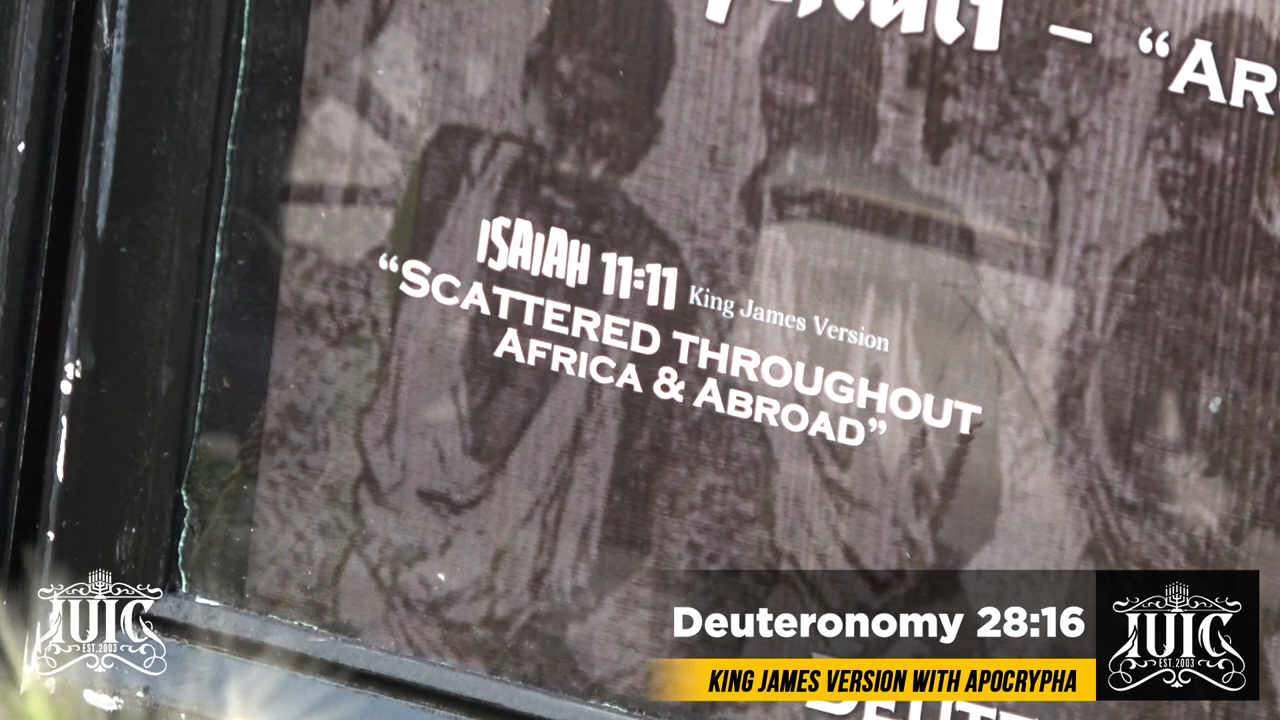 – “AR
ISAIAH 11:11 King James Version
“SCATTERED THROUGHOUT
AFRICA & ABROAD”
IUIC
EST. 2003
Deuteronomy 28:16
KING JAMES VERSION WITH APOCRYPHA
IUIC
EST. 2003
DEUT